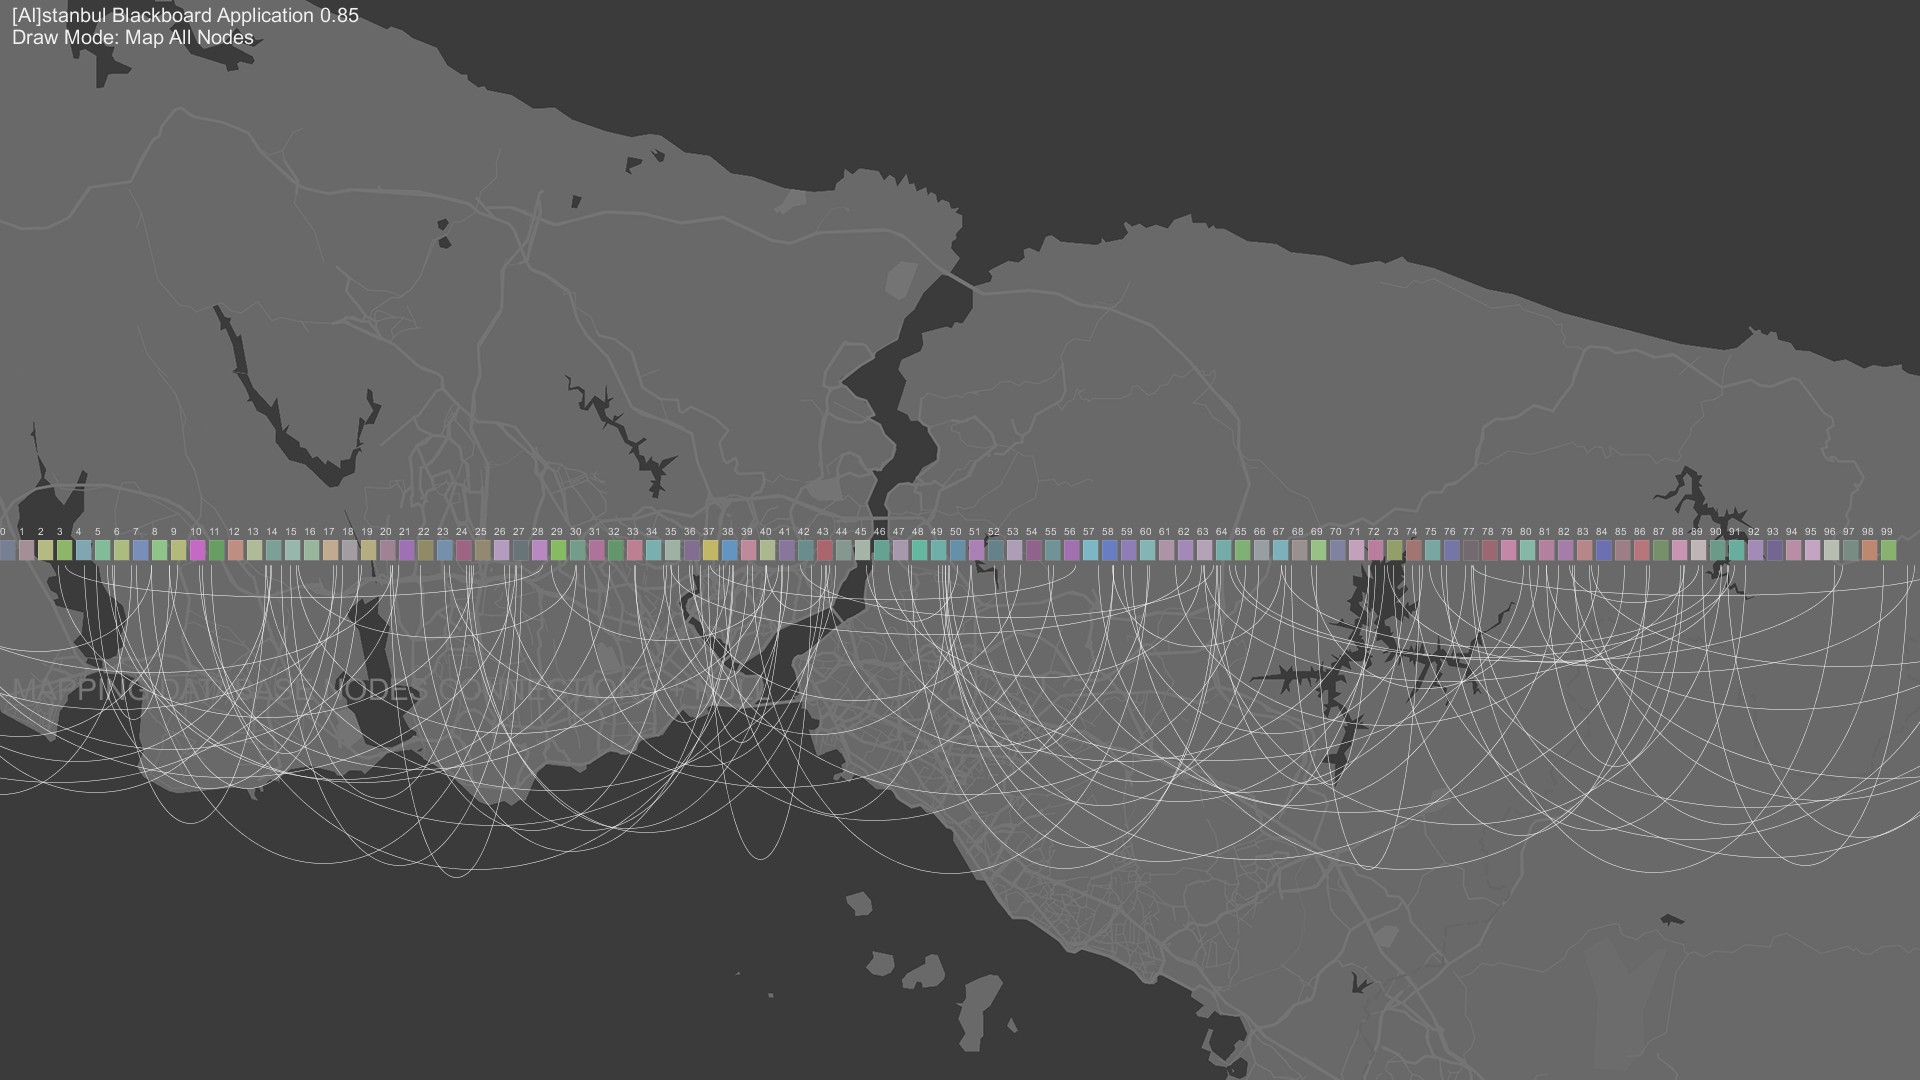 [AI]stanbul Blackboard Application 0.85
Draw Mode: Map All Nodes
0 1 2 3 4 5 6 7 8 9 10 11 12 13 14 15 16 17 18 19 20 21 22 23 24 25 26 27 28 29 30 31 32 33 34 35 36 37 38 39 40 41 42 43 44 45 46 47 48 49 50 51 52 53 54 55 56 57 58 59 60 61 62 63 64 65 66 67 68 69 70 71 72 73 74 75 76 77 78 79 80 81 82 83 84 85 86 87 88 89 90 91 92 93 94 95 96 97 98 99
MAPPING DATABASE NODES CONNECTIONS